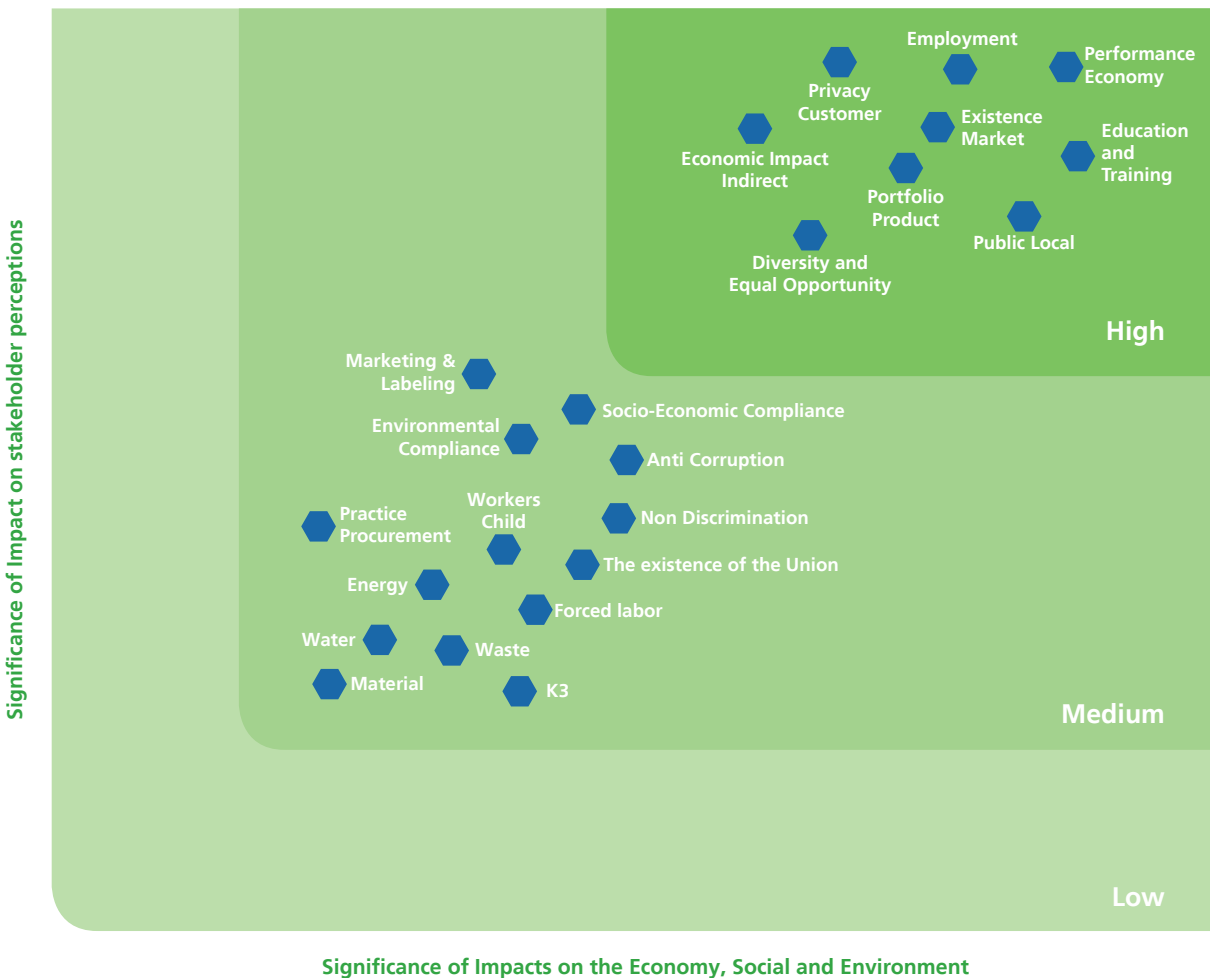 Employment
Performance
Economy
Privacy
Customer
Existence
Market
Education
and
Training
Economic Impact
Indirect
Portfolio
Product
Public Local
Diversity and
Equal Opportunity
High
Marketing &
Labeling
Socio-Economic Compliance
Environmental
Compliance
Anti Corruption
Workers
Child
Practice
Procurement
Non Discrimination
The existence of the Union
Energy
Forced labor
Water
Waste
Material
K3
Medium
Low
Significance of Impact on stakeholder perceptions
Significance of Impacts on the Economy, Social and Environment